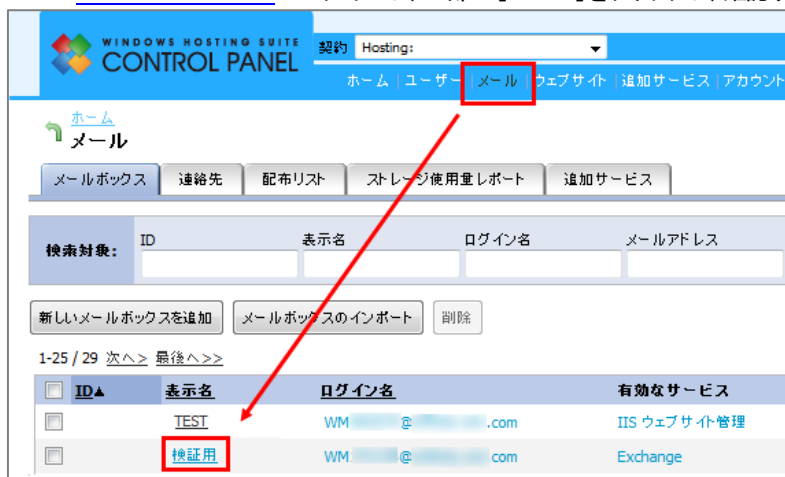 WINDOWS HOSTING SUITE
CONTROL PANEL
契約 Hosting:
ホーム | ユーザー | メール | ウェブサイト | 追加サービス | アカウント
ホーム
メール
メールボックス 連絡先 配布リスト ストレージ使用量レポート 追加サービス
検索対象: ID 表示名 ログイン名 メールアドレス
新しいメールボックスを追加 メールボックスのインポート 削除
1-25 / 29 次へ> 最後へ>>
ID▲ 表示名 ログイン名 有効なサービス
TEST WM @ .com IIS ウェブサイト管理
検証用 WM @ com Exchange